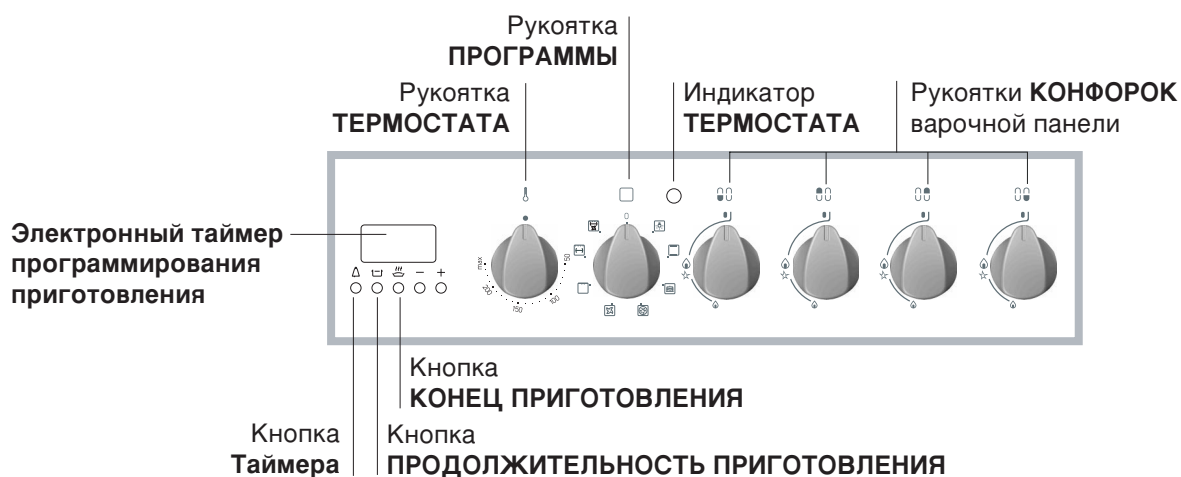 Рукоятка
ПРОГРАММЫ
Рукоятка
ТЕРМОСТАТА
Индикатор
ТЕРМОСТАТА
Рукоятки КОНФОРОК
варочной панели
Электронный таймер
программирования
приготовления
− +
0
50
100
150
200
max
Кнопка
КОНЕЦ ПРИГОТОВЛЕНИЯ
Кнопка
Таймера
Кнопка
ПРОДОЛЖИТЕЛЬНОСТЬ ПРИГОТОВЛЕНИЯ